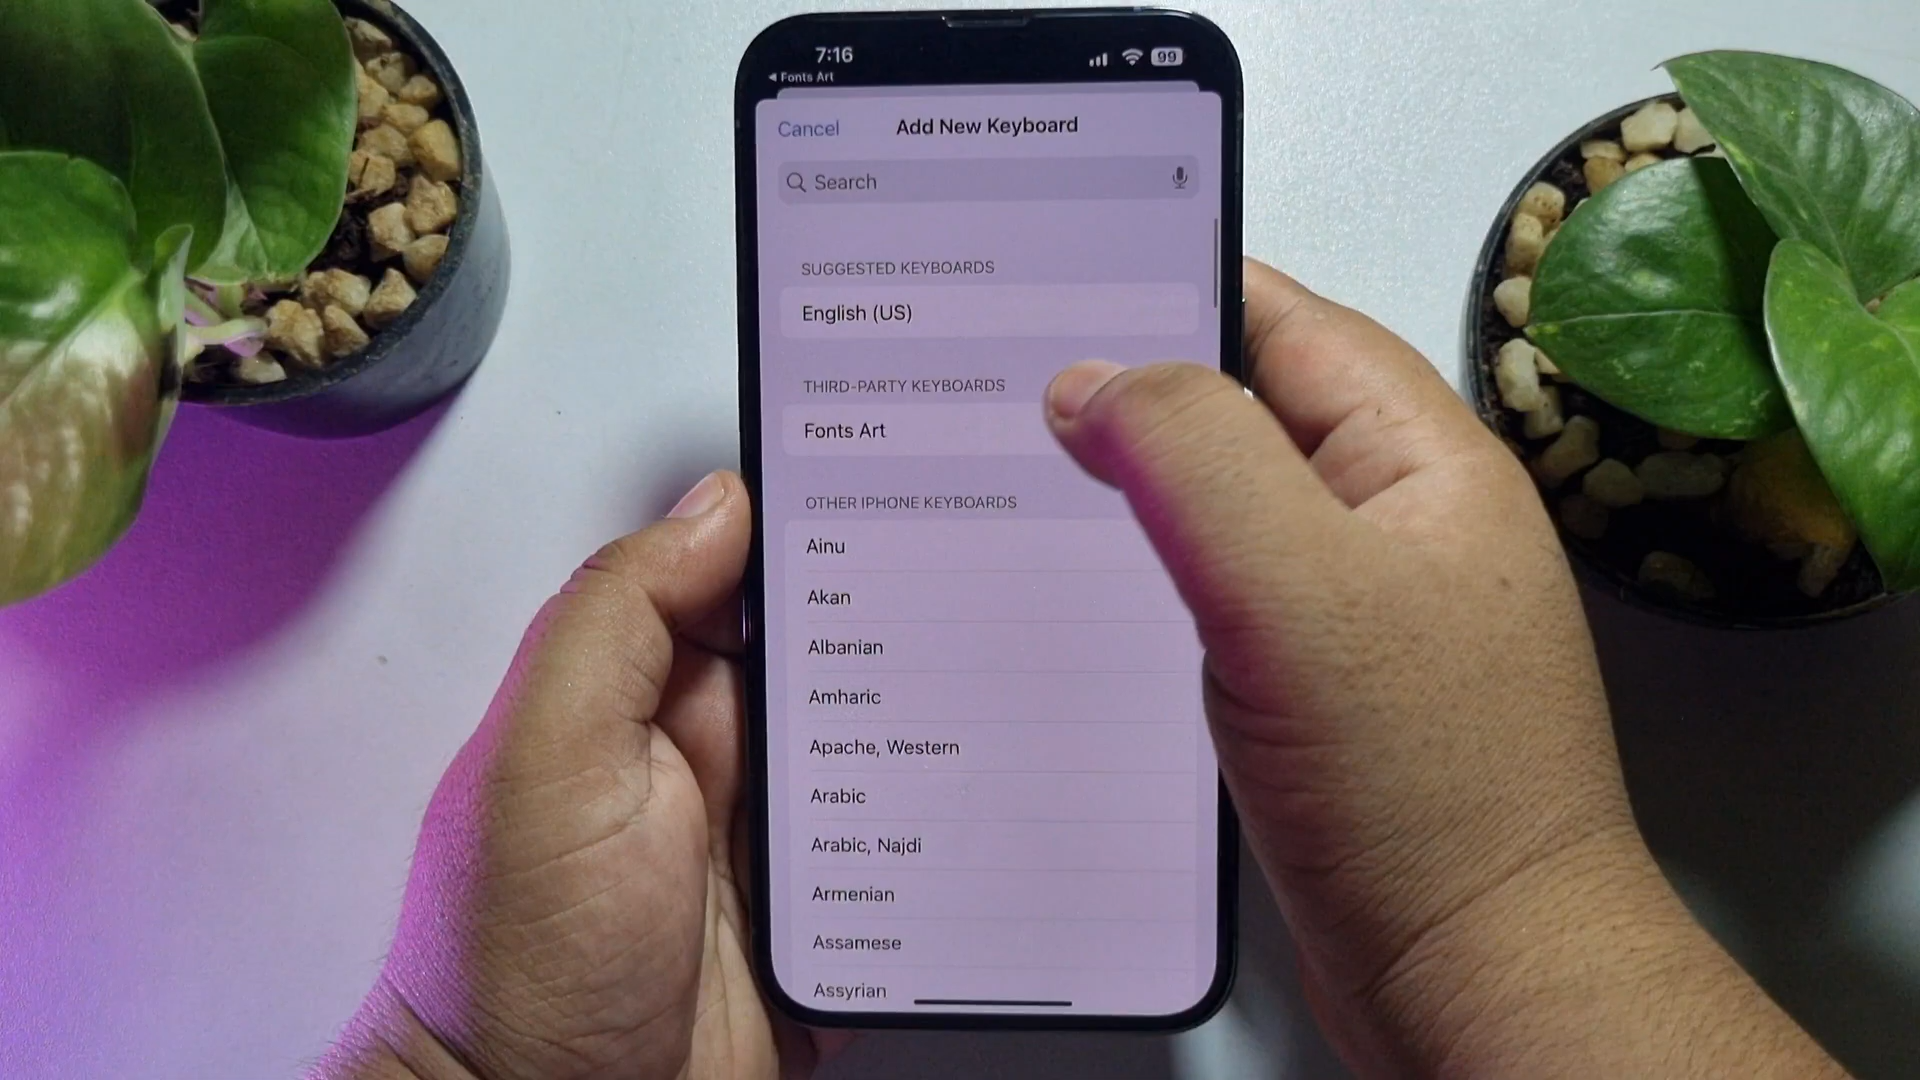 7:16
99
◀ Fonts Art
Cancel
Add New Keyboard
Search
SUGGESTED KEYBOARDS
English (US)
THIRD-PARTY KEYBOARDS
Fonts Art
OTHER IPHONE KEYBOARDS
Ainu
Akan
Albanian
Amharic
Apache, Western
Arabic
Arabic, Najdi
Armenian
Assamese
Assyrian